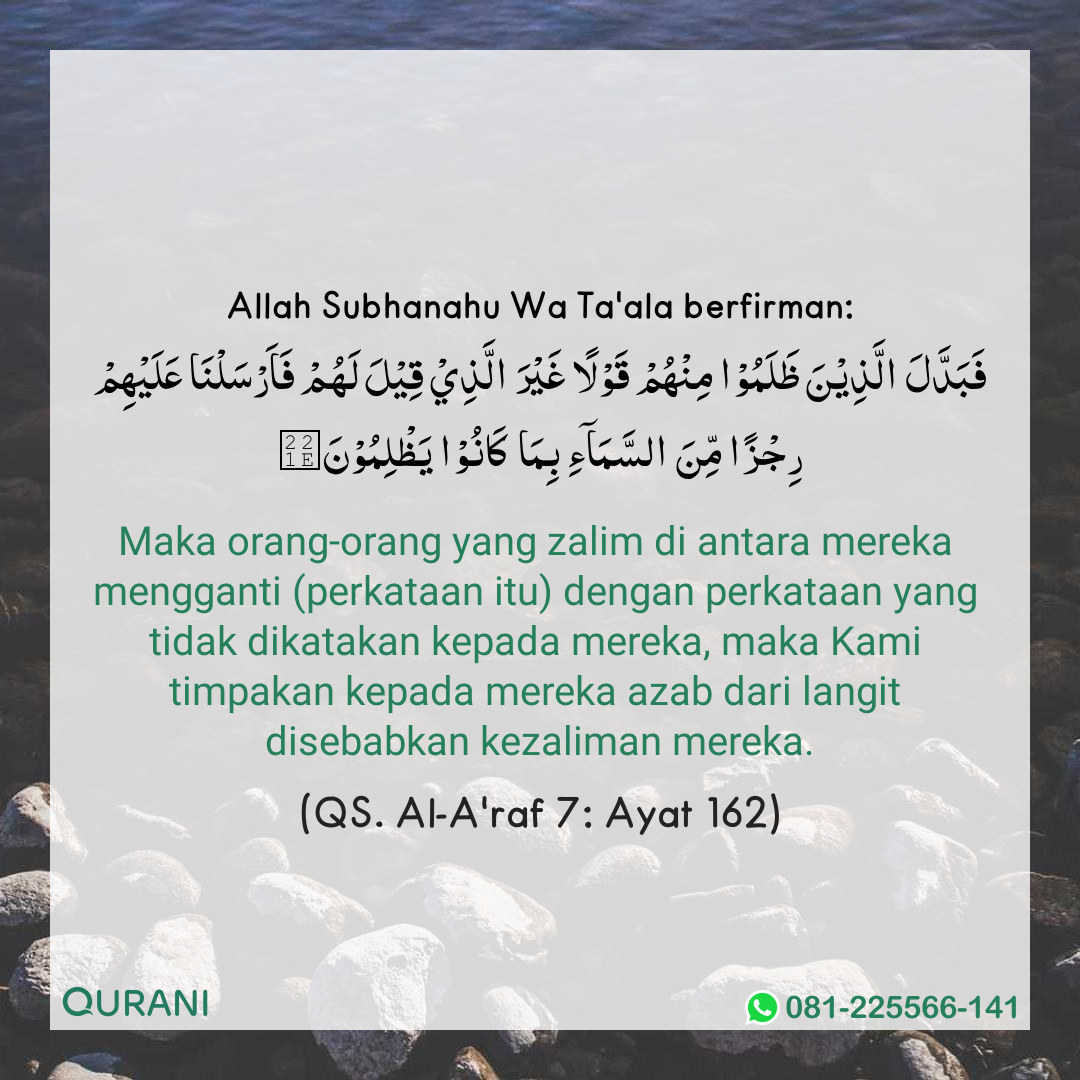 Allah Subhanahu Wa Ta'ala berfirman:
فَبَدَّلَ الَّذِيْنَ ظَلَمُوْا مِنْهُمْ قَوْلًا غَيْرَ الَّذِيْ قِيْلَ لَهُمْ فَاَرْسَلْنَا عَلَيْهِمْ
رِجْزًا مِّنَ السَّمَآءِ بِمَا كَانُوْا يَظْلِمُوْنَ࣢
Maka orang-orang yang zalim di antara mereka
mengganti (perkataan itu) dengan perkataan yang
tidak dikatakan kepada mereka, maka Kami
timpakan kepada mereka azab dari langit
disebabkan kezaliman mereka.
(QS. Al-A'raf 7: Ayat 162)
QURANI
081-225566-141